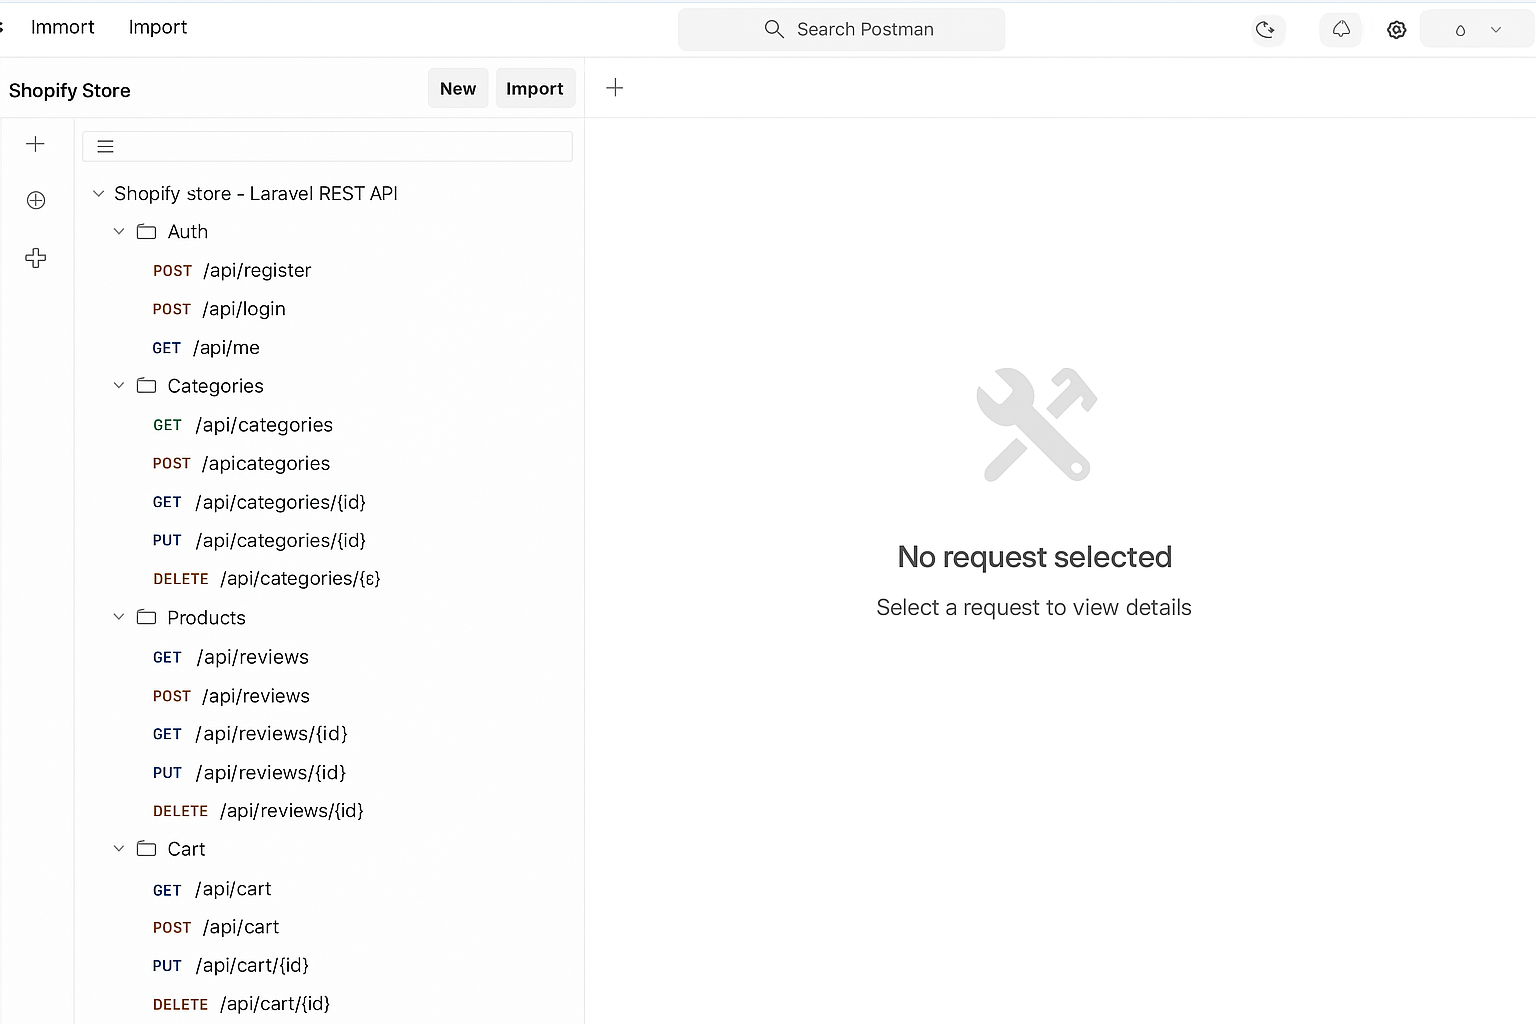 Immort Import
Search Postman
Shopify Store
New Import
Shopify store - Laravel REST API
Auth
POST /api/register
POST /api/login
GET /api/me
Categories
GET /api/categories
POST /apicategories
GET /api/categories/{id}
PUT /api/categories/{id}
DELETE /api/categories/{ε}
Products
GET /api/reviews
POST /api/reviews
GET /api/reviews/{id}
PUT /api/reviews/{id}
DELETE /api/reviews/{id}
Cart
GET /api/cart
POST /api/cart
PUT /api/cart/{id}
DELETE /api/cart/{id}
No request selected
Select a request to view details